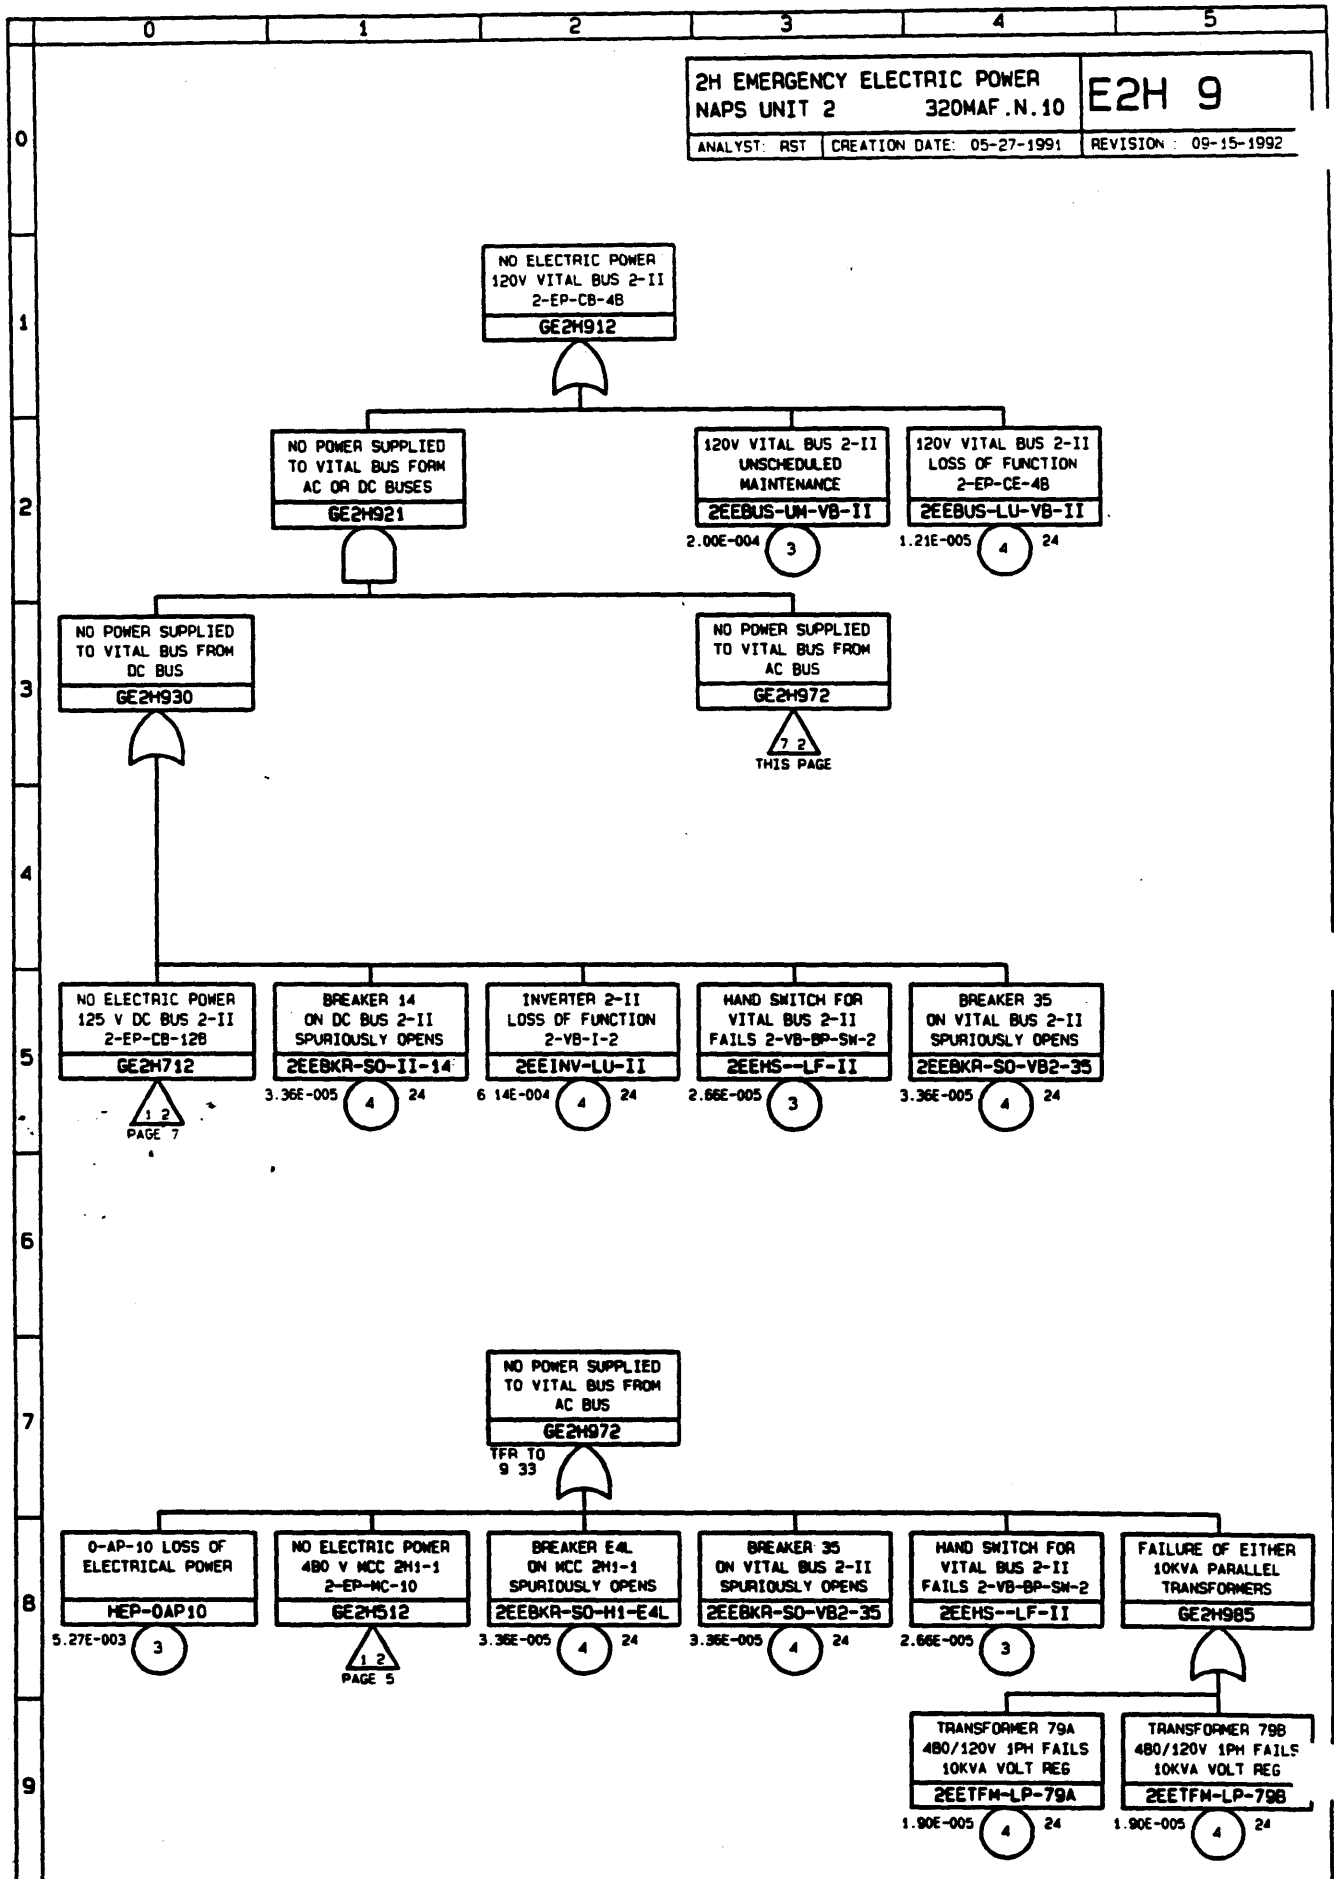 0 1 2 3 4 5
2H EMERGENCY ELECTRIC POWER
NAPS UNIT 2 320MAF.N.10
E2H 9
ANALYST: RST CREATION DATE: 05-27-1991 REVISION : 09-15-1992
0
NO ELECTRIC POWER
120V VITAL BUS 2-II
2-EP-CB-4B
GE2H912
1
NO POWER SUPPLIED
TO VITAL BUS FORM
AC OR DC BUSES
GE2H921
120V VITAL BUS 2-II
UNSCHEDULED
MAINTENANCE
2EEBUS-UM-VB-II
2.00E-004 3
120V VITAL BUS 2-II
LOSS OF FUNCTION
2-EP-CE-4B
2EEBUS-LU-VB-II
1.21E-005 4 24
2
NO POWER SUPPLIED
TO VITAL BUS FROM
DC BUS
GE2H930
NO POWER SUPPLIED
TO VITAL BUS FROM
AC BUS
GE2H972
7 2
THIS PAGE
3
4
NO ELECTRIC POWER
125 V DC BUS 2-II
2-EP-CB-12B
GE2H712
1 2
PAGE 7
BREAKER 14
ON DC BUS 2-II
SPURIOUSLY OPENS
2EEBKR-SO-II-14
3.36E-005 4 24
INVERTER 2-II
LOSS OF FUNCTION
2-VB-I-2
2EEINV-LU-II
6 14E-004 4 24
HAND SWITCH FOR
VITAL BUS 2-II
FAILS 2-VB-BP-SW-2
2EEHS--LF-II
2.66E-005 3
BREAKER 35
ON VITAL BUS 2-II
SPURIOUSLY OPENS
2EEBKR-SO-VB2-35
3.36E-005 4 24
5
6
NO POWER SUPPLIED
TO VITAL BUS FROM
AC BUS
GE2H972
TFR TO
9 33
7
0-AP-10 LOSS OF
ELECTRICAL POWER
HEP-0AP10
5.27E-003 3
NO ELECTRIC POWER
480 V MCC 2H1-1
2-EP-MC-10
GE2H512
1 2
PAGE 5
BREAKER E4L
ON MCC 2H1-1
SPURIOUSLY OPENS
2EEBKR-SO-H1-E4L
3.36E-005 4 24
BREAKER 35
ON VITAL BUS 2-II
SPURIOUSLY OPENS
2EEBKR-SO-VB2-35
3.36E-005 4 24
HAND SWITCH FOR
VITAL BUS 2-II
FAILS 2-VB-BP-SW-2
2EEHS--LF-II
2.66E-005 3
FAILURE OF EITHER
10KVA PARALLEL
TRANSFORMERS
GE2H985
8
TRANSFORMER 79A
480/120V 1PH FAILS
10KVA VOLT REG
2EETFM-LP-79A
1.90E-005 4 24
TRANSFORMER 79B
480/120V 1PH FAILS
10KVA VOLT REG
2EETFM-LP-79B
1.90E-005 4 24
9